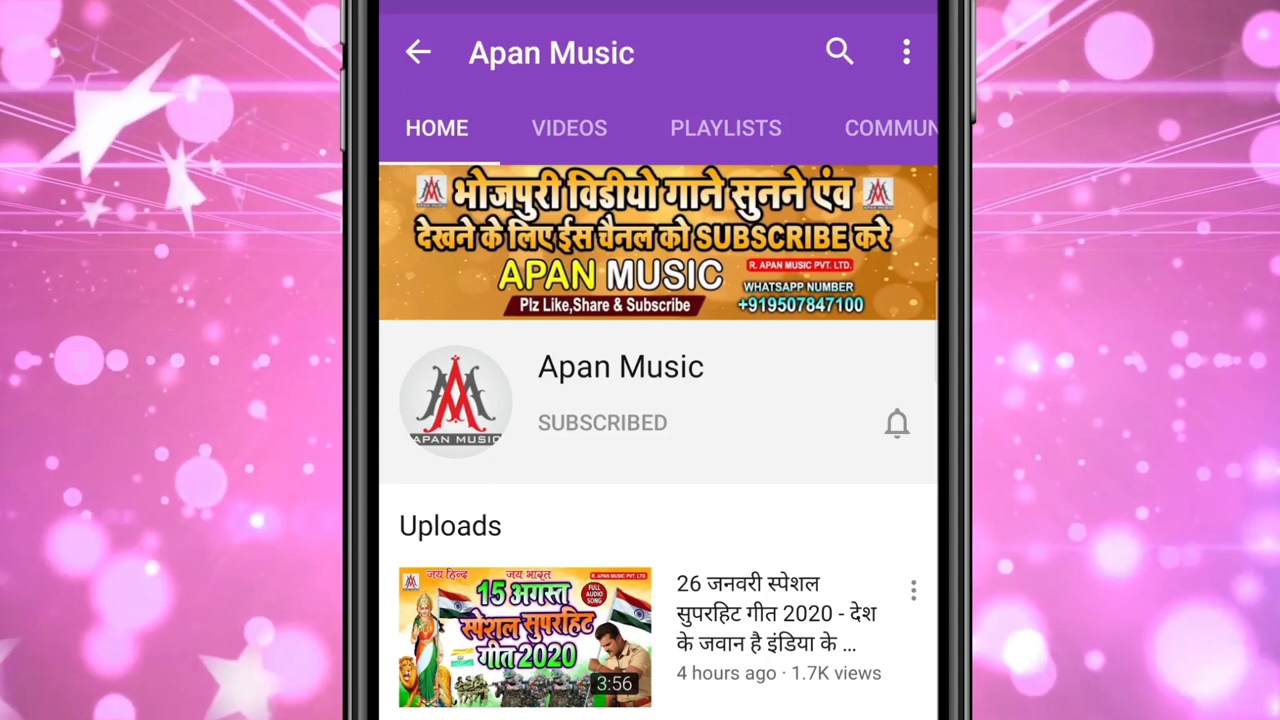 Apan Music
HOME VIDEOS PLAYLISTS COMMUN
भोजपुरी विडीयो गाने सुनने एंव
देखने के लिए ईस चैनल को SUBSCRIBE करे
APAN MUSIC
R. APAN MUSIC PVT. LTD.
Plz Like,Share & Subscribe
WHATSAPP NUMBER
+919507847100
Apan Music
SUBSCRIBED
APAN MUSIC
Uploads
जय हिन्द जय भारत
R. APAN MUSIC PVT. LTD
15 अगस्त
FULL AUDIO SONG
स्पेशल सुपरहिट
गीत 2020
3:56
26 जनवरी स्पेशल
सुपरहिट गीत 2020 - देश
के जवान है इंडिया के ...
4 hours ago · 1.7K views